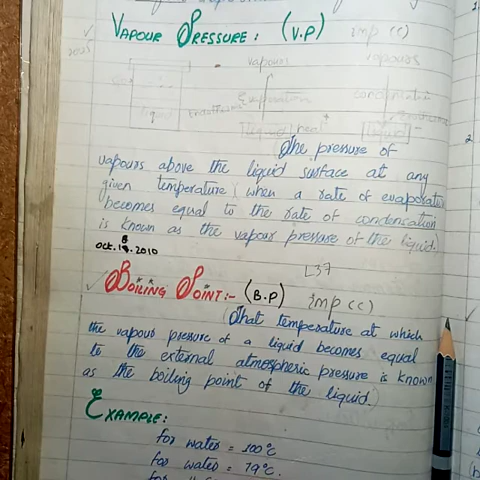 VAPOUR PRESSURE: (V.P) imp (C)
vapours vapours
Evaporation condensation
liquid
liquid + heat liquid
The pressure of
vapours above the liquid surface at any
given temperature (when a rate of evaporation
becomes equal to the rate of condensation
is known as the vapour pressure of the liquid.
oct. 2010
L37
BOILING POINT:- (B.P) imp (C)
(That temperature at which
the vapour pressure of a liquid becomes equal
to the external atmospheric pressure is known
as the boiling point of the liquid.)
EXAMPLE:
for water = 100°C
for water = 79°C.